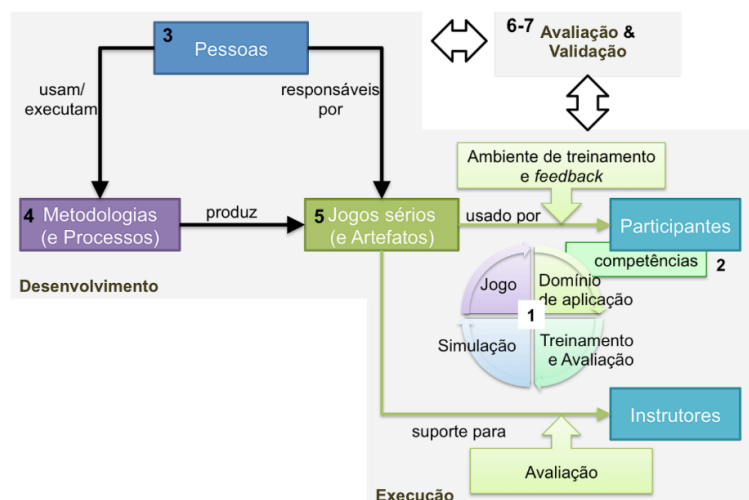 3
Pessoas
6-7 Avaliação &
Validação
usam/
executam
responsáveis
por
Ambiente de treinamento
e feedback
4 Metodologias
(e Processos)
produz
5 Jogos sérios
(e Artefatos)
usado por
Participantes
competências 2
Desenvolvimento
Jogo
Domínio
de aplicação
1
Simulação
Treinamento
e Avaliação
Instrutores
suporte para
Avaliação
Execução